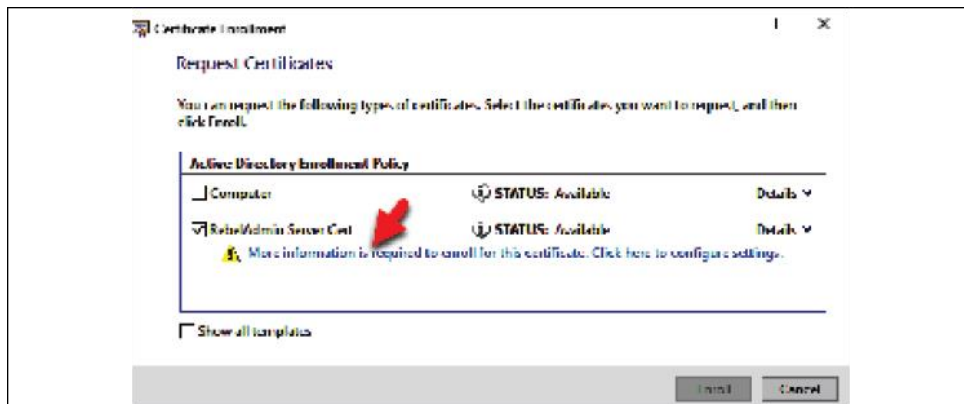 Certificate Enrollment
Request Certificates
You can request the following types of certificates. Select the certificates you want to request, and then
click Enroll.
Active Directory Enrollment Policy
Computer STATUS: Available Details
RebelAdmin Server Cert STATUS: Available Details
More information is required to enroll for this certificate. Click here to configure settings.
Show all templates
Enroll Cancel